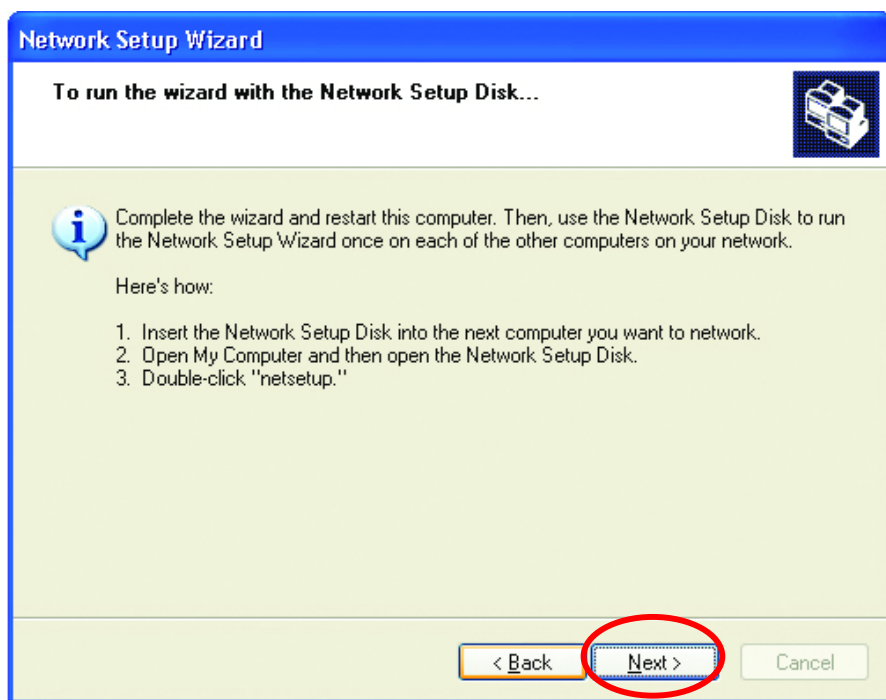 Network Setup Wizard
To run the wizard with the Network Setup Disk...
Complete the wizard and restart this computer. Then, use the Network Setup Disk to run
the Network Setup Wizard once on each of the other computers on your network.
Here's how:
1. Insert the Network Setup Disk into the next computer you want to network.
2. Open My Computer and then open the Network Setup Disk.
3. Double-click "netsetup."
< Back
Next >
Cancel